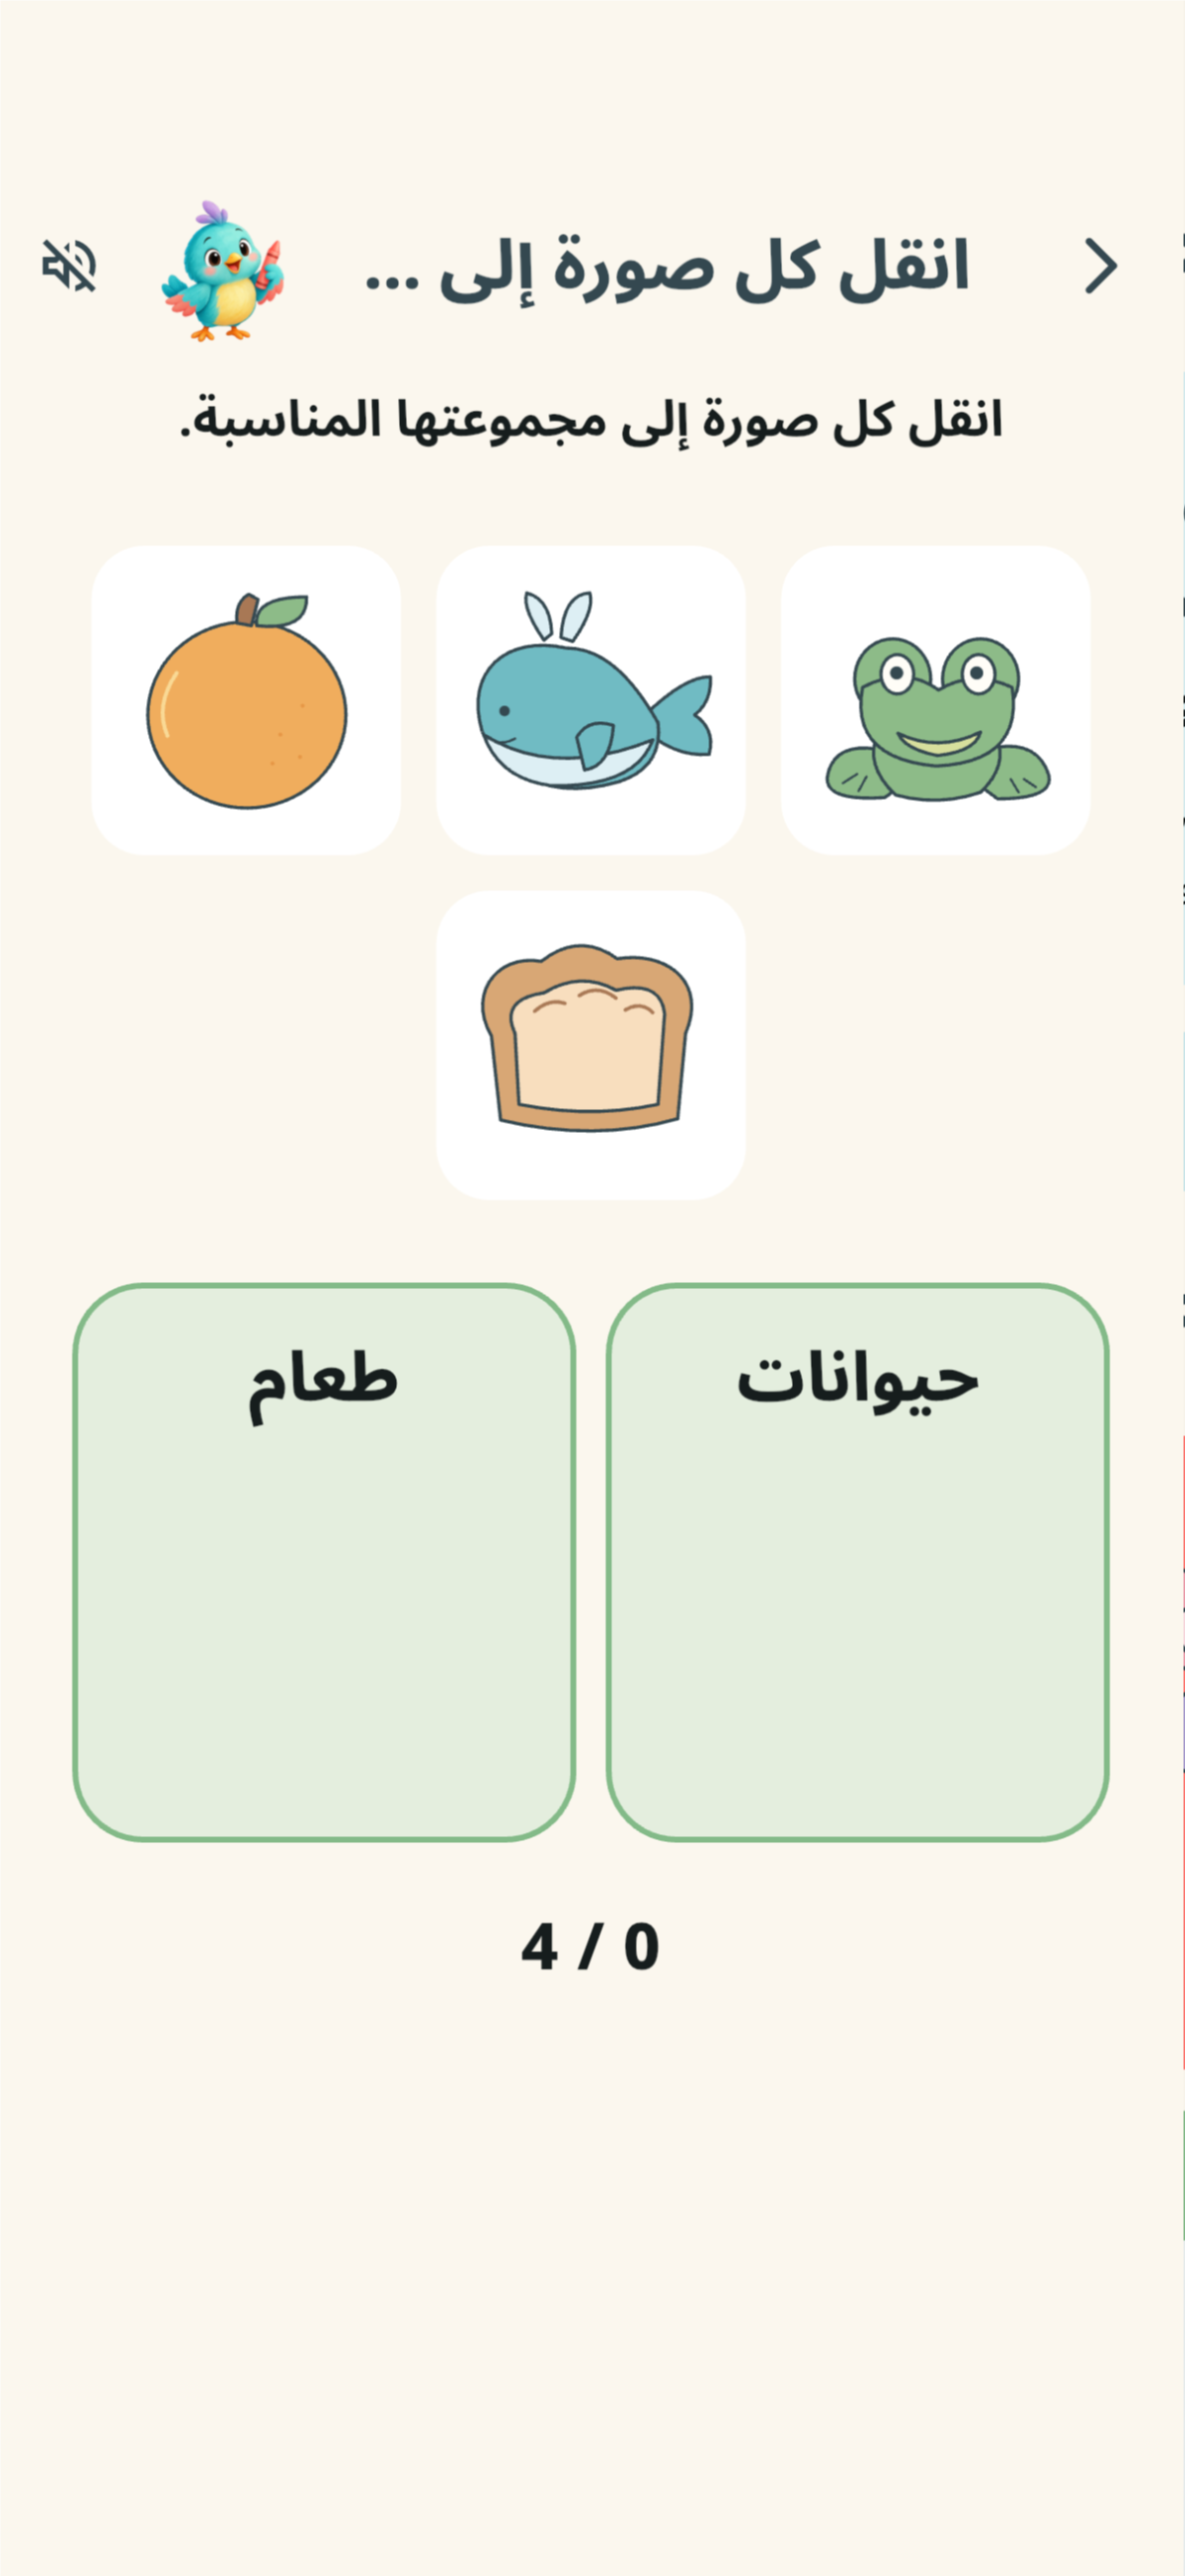 انقل كل صورة إلى ...
انقل كل صورة إلى مجموعتها المناسبة.
حيوانات
طعام
0 / 4